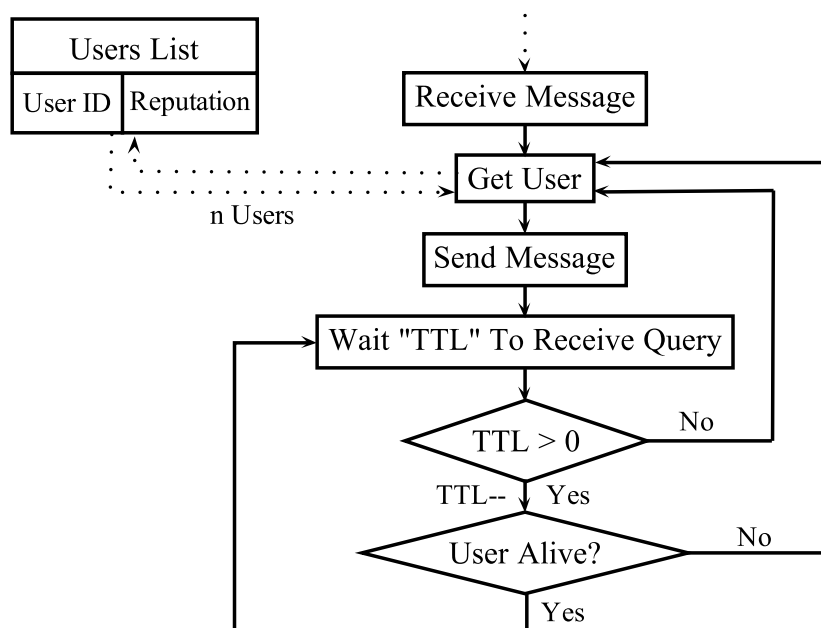 Users List
User ID
Reputation
Receive Message
Get User
n Users
Send Message
Wait "TTL" To Receive Query
TTL > 0
No
TTL--
Yes
User Alive?
No
Yes